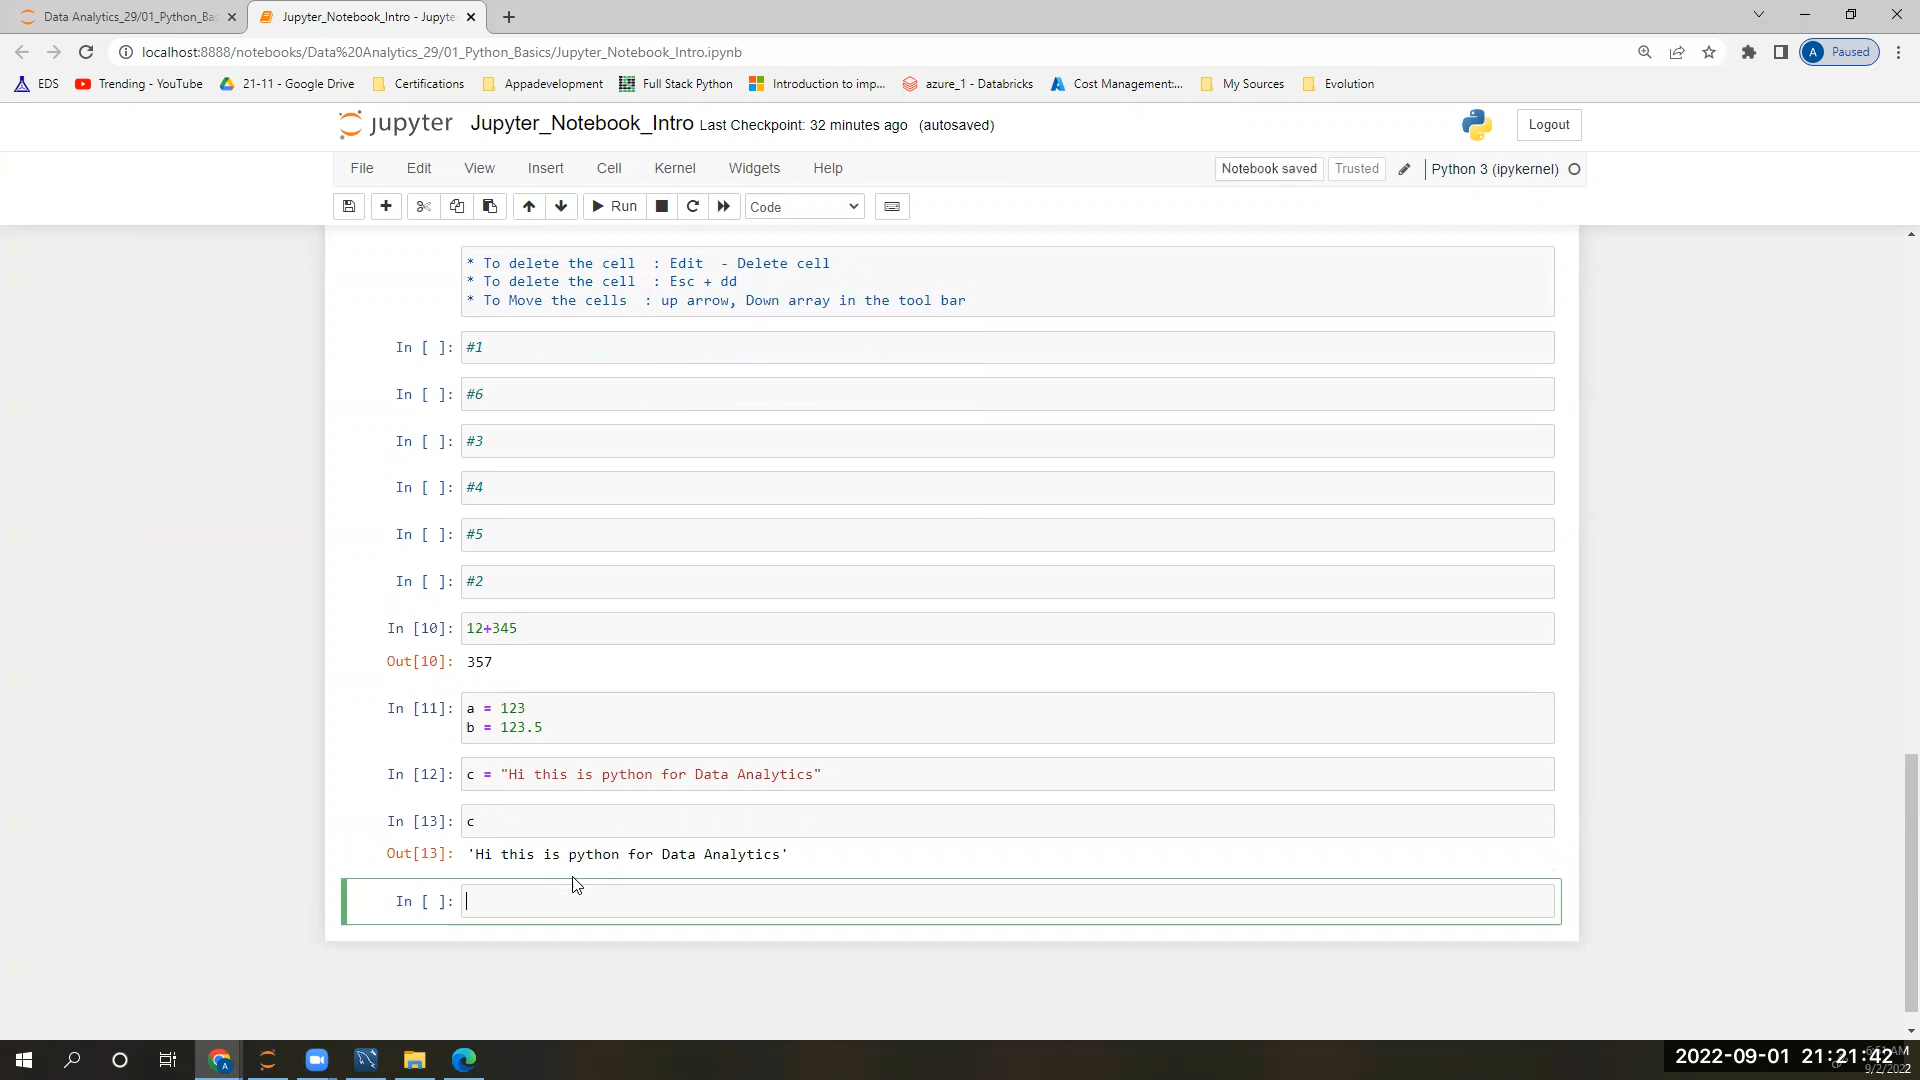 Data Analytics_29/01_Python_Ba
Jupyter_Notebook_Intro - Jupyte
localhost:8888/notebooks/Data%20Analytics_29/01_Python_Basics/Jupyter_Notebook_Intro.ipynb
A Paused
EDS
Trending - YouTube
21-11 - Google Drive
Certifications
Appadevelopment
Full Stack Python
Introduction to imp...
azure_1 - Databricks
Cost Management:...
My Sources
Evolution
jupyter Jupyter_Notebook_Intro Last Checkpoint: 32 minutes ago (autosaved)
Logout
File Edit View Insert Cell Kernel Widgets Help
Notebook saved Trusted Python 3 (ipykernel)
Run Code
* To delete the cell : Edit - Delete cell
* To delete the cell : Esc + dd
* To Move the cells : up arrow, Down array in the tool bar
In [ ]: #1
In [ ]: #6
In [ ]: #3
In [ ]: #4
In [ ]: #5
In [ ]: #2
In [10]: 12+345
Out[10]: 357
In [11]: a = 123
b = 123.5
In [12]: c = "Hi this is python for Data Analytics"
In [13]: c
Out[13]: 'Hi this is python for Data Analytics'
In [ ]:
2022-09-01 21:21:42